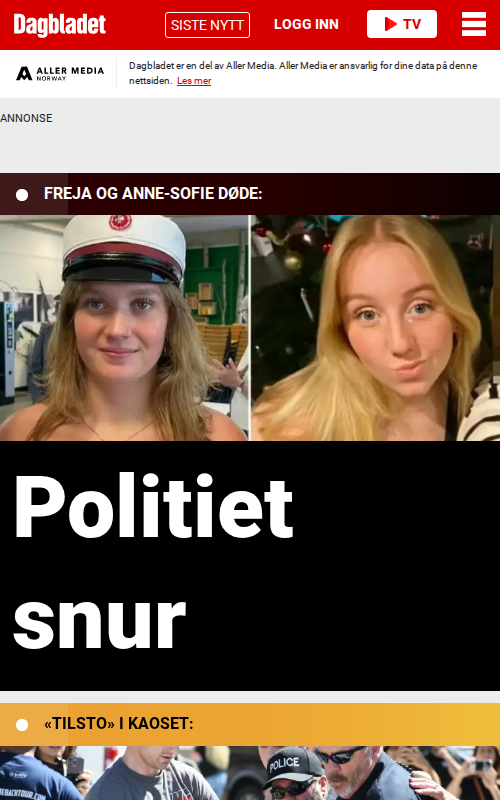 Dagbladet
SISTE NYTT
LOGG INN
TV
ALLER MEDIA
NORWAY
Dagbladet er en del av Aller Media. Aller Media er ansvarlig for dine data på denne
nettsiden. Les mer
ANNONSE
FREJA OG ANNE-SOFIE DØDE:
Politiet
snur
«TILSTO» I KAOSET:
POLICE
EBACKTOUR.COM